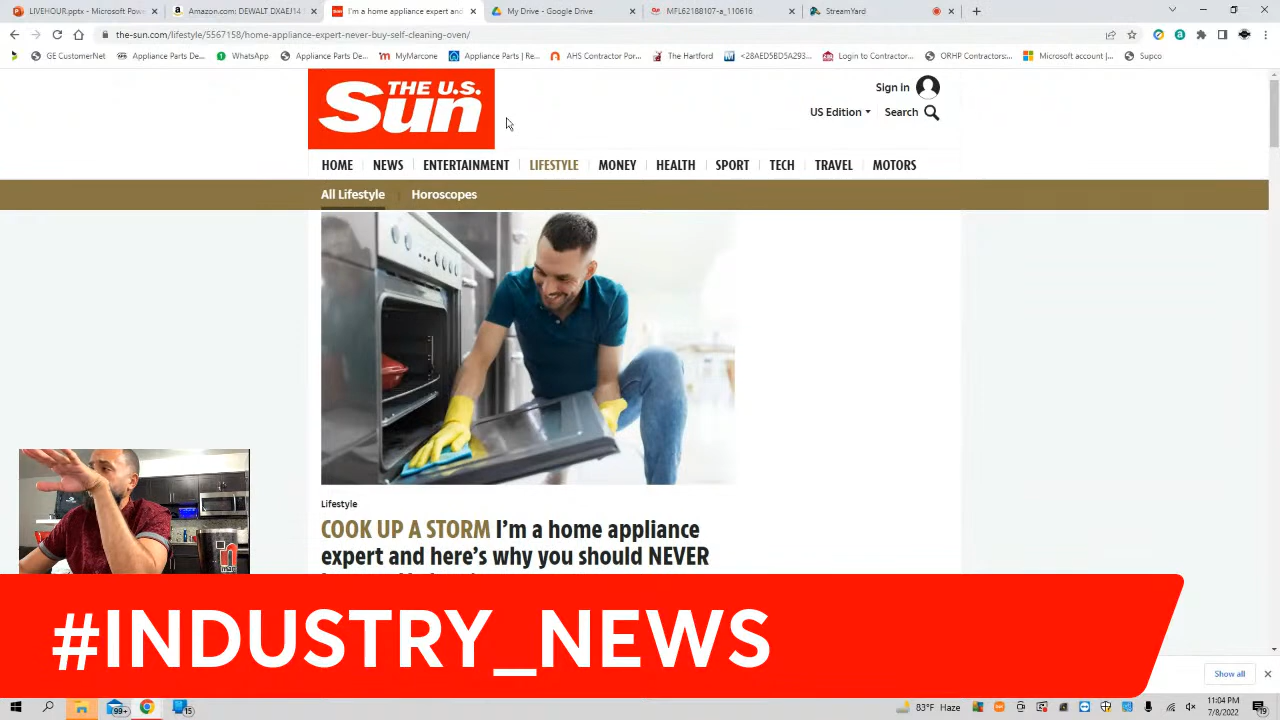 LIVEHOUR.pptx - Microsoft Power...
Amazon.com: DEWALT DXAEJ14
I'm a home appliance expert and
My Drive - Google Drive
MFL62188107-a_110616
StreamYard
the-sun.com/lifestyle/5567158/home-appliance-expert-never-buy-self-cleaning-oven/
GE CustomerNet
Appliance Parts De...
WhatsApp
Appliance Parts De...
MyMarcone
Appliance Parts | Re...
AHS Contractor Por...
The Hartford
<28AED5BD5A293...
Login to Contractor...
ORHP Contractors:...
Microsoft account |...
Supco
THE U.S.
Sun
Sign In
US Edition
Search
HOME NEWS ENTERTAINMENT LIFESTYLE MONEY HEALTH SPORT TECH TRAVEL MOTORS
All Lifestyle Horoscopes
Lifestyle
COOK UP A STORM I'm a home appliance
expert and here's why you should NEVER
#INDUSTRY_NEWS
Show all
99+
15
83°F Haze
11:04 PM
7/8/2022